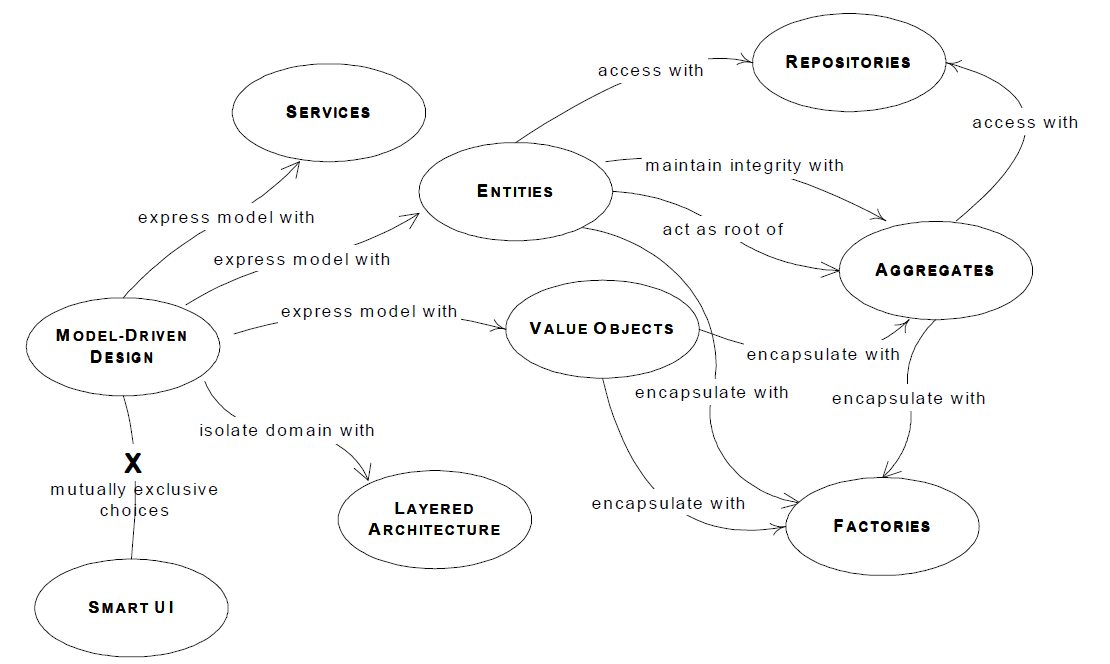 REPOSITORIES
access with
SERVICES
access with
maintain integrity with
ENTITIES
express model with
act as root of
express model with
AGGREGATES
express model with
VALUE OBJECTS
MODEL-DRIVEN
DESIGN
encapsulate with
encapsulate with
encapsulate with
isolate domain with
X
mutually exclusive
choices
encapsulate with
LAYERED
ARCHITECTURE
FACTORIES
SMART UI